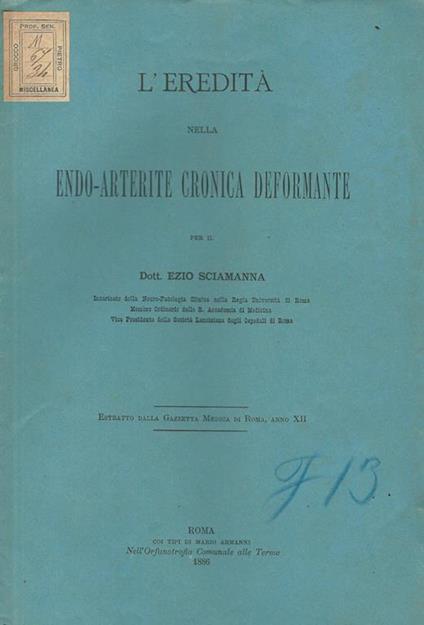 PROF. SEN.
GROCCO
PIETRO
MISCELLANEA
L'EREDITÀ
NELLA
ENDO-ARTERITE CRONICA DEFORMANTE
PER IL
Dott. EZIO SCIAMANNA
Incaricato della Neuro-Patologia Clinica nella Regia Università di Roma
Membro Ordinario della R. Accademia di Medicina
Vice Presidente della Società Lancisiana degli Ospedali di Roma
ESTRATTO DALLA GAZZETTA MEDICA DI ROMA, ANNO XII
F. 13
ROMA
COI TIPI DI MARIO ARMANNI
Nell'Orfanotrofio Comunale alle Terme
1886